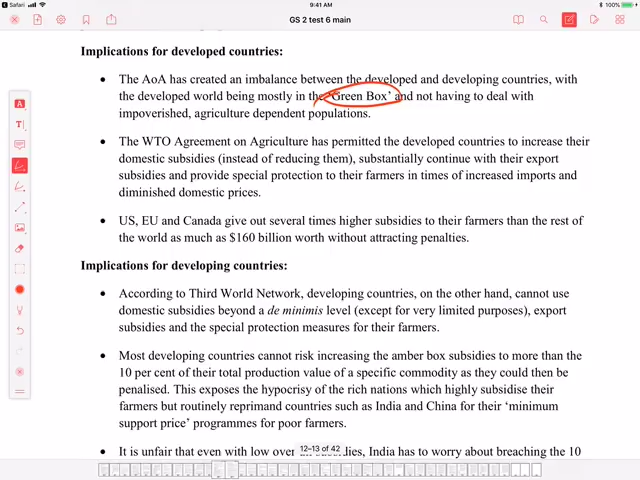 Safari
9:41 AM
100%
GS 2 test 6 main
Implications for developed countries:
• The AoA has created an imbalance between the developed and developing countries, with
the developed world being mostly in the ‘Green Box’ and not having to deal with
impoverished, agriculture dependent populations.
• The WTO Agreement on Agriculture has permitted the developed countries to increase their
domestic subsidies (instead of reducing them), substantially continue with their export
subsidies and provide special protection to their farmers in times of increased imports and
diminished domestic prices.
• US, EU and Canada give out several times higher subsidies to their farmers than the rest of
the world as much as $160 billion worth without attracting penalties.
Implications for developing countries:
• According to Third World Network, developing countries, on the other hand, cannot use
domestic subsidies beyond a de minimis level (except for very limited purposes), export
subsidies and the special protection measures for their farmers.
• Most developing countries cannot risk increasing the amber box subsidies to more than the
10 per cent of their total production value of a specific commodity as they could then be
penalised. This exposes the hypocrisy of the rich nations which highly subsidise their
farmers but routinely reprimand countries such as India and China for their ‘minimum
support price’ programmes for poor farmers.
• It is unfair that even with low over subsidies, India has to worry about breaching the 10
12–13 of 42